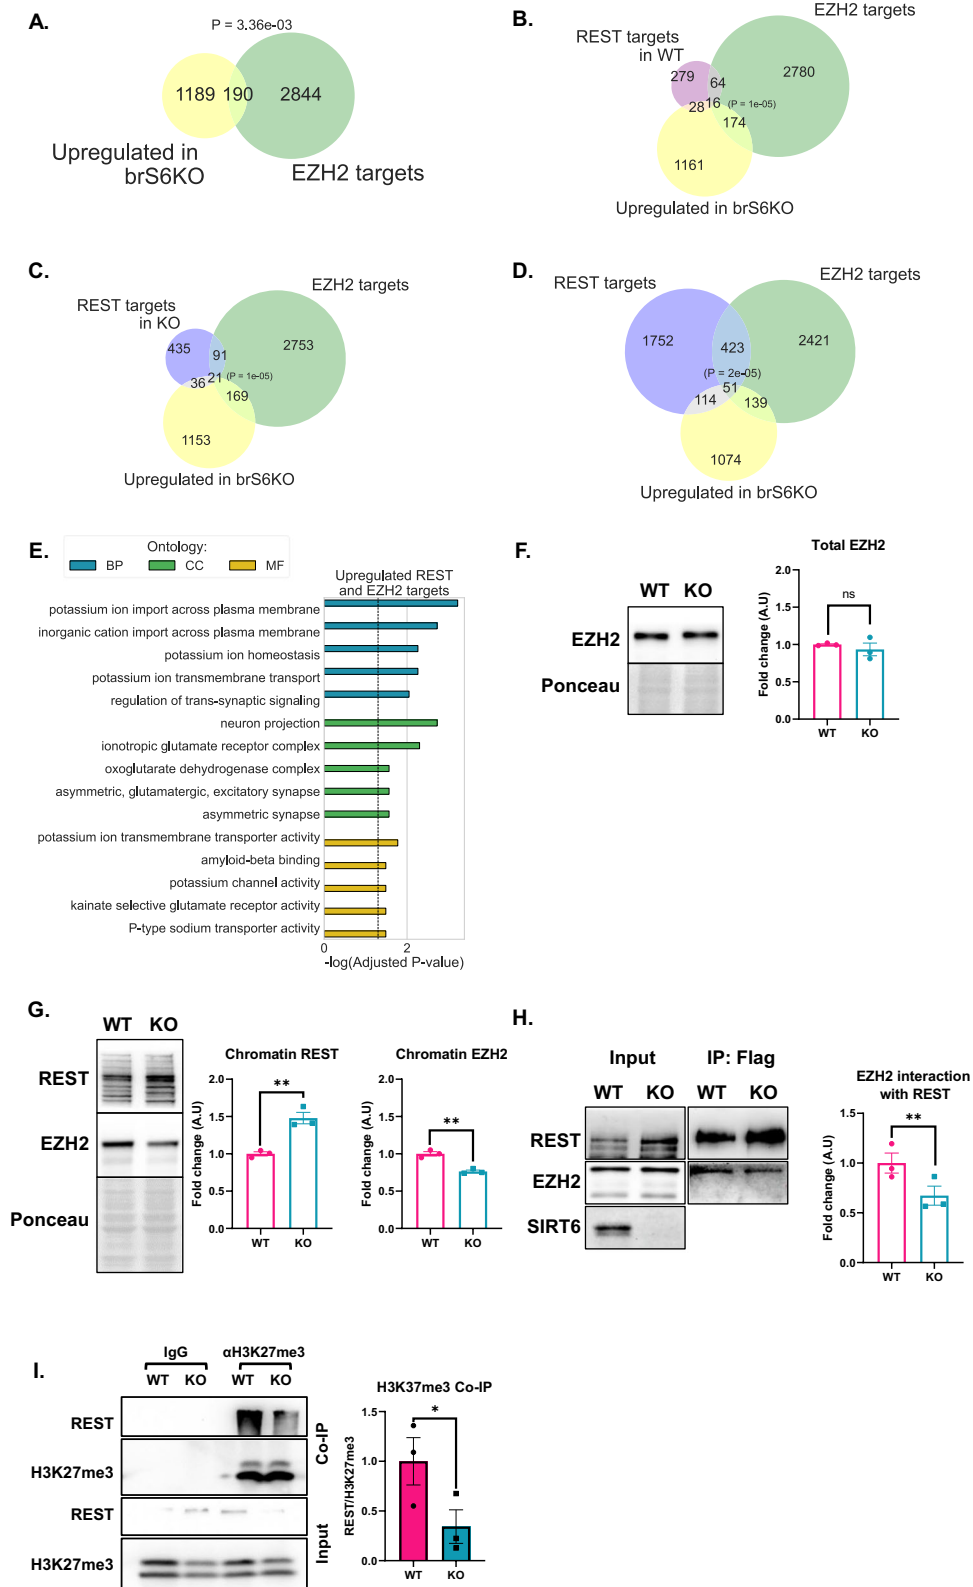 A.
P = 3.36e-03
1189 190 2844
Upregulated in
brS6KO
EZH2 targets
B.
EZH2 targets
REST targets
in WT
279 64 2780
28 16 (P = 1e-05)
174
1161
Upregulated in brS6KO
C.
EZH2 targets
REST targets
in KO
435 91 2753
36 21 (P = 1e-05)
169
1153
Upregulated in brS6KO
D.
REST targets
EZH2 targets
1752 423 2421
(P = 2e-05)
51
114 139
1074
Upregulated in brS6KO
E.
Ontology:
BP CC MF
Upregulated REST
and EZH2 targets
potassium ion import across plasma membrane
inorganic cation import across plasma membrane
potassium ion homeostasis
potassium ion transmembrane transport
regulation of trans-synaptic signaling
neuron projection
ionotropic glutamate receptor complex
oxoglutarate dehydrogenase complex
asymmetric, glutamatergic, excitatory synapse
asymmetric synapse
potassium ion transmembrane transporter activity
amyloid-beta binding
potassium channel activity
kainate selective glutamate receptor activity
P-type sodium transporter activity
0 2
-log(Adjusted P-value)
F.
WT KO
EZH2
Ponceau
Total EZH2
Fold change (A.U)
2.0
1.5
1.0
0.5
0.0
ns
WT KO
G.
WT KO
REST
EZH2
Ponceau
Chromatin REST
Fold change (A.U)
2.0
1.5
1.0
0.5
0.0
**
WT KO
Chromatin EZH2
Fold change (A.U)
2.0
1.5
1.0
0.5
0.0
**
WT KO
H.
Input IP: Flag
WT KO WT KO
REST
EZH2
SIRT6
EZH2 interaction
with REST
Fold change (A.U)
1.5
1.0
0.5
0.0
**
WT KO
I.
IgG αH3K27me3
WT KO WT KO
REST
H3K27me3
Co-IP
REST
H3K27me3
Input
H3K37me3 Co-IP
REST/H3K27me3
1.5
1.0
0.5
0.0
*
WT KO